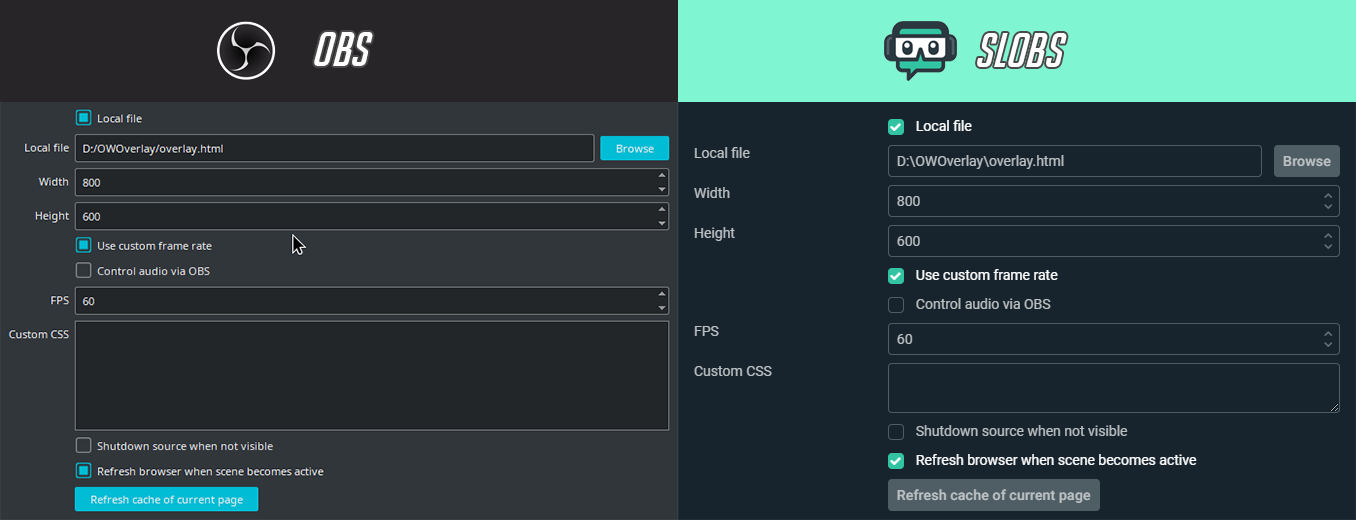 OBS
Local file
Local file D:/OWOverlay/overlay.html Browse
Width 800
Height 600
Use custom frame rate
Control audio via OBS
FPS 60
Custom CSS
Shutdown source when not visible
Refresh browser when scene becomes active
Refresh cache of current page
SLOBS
Local file
Local file D:\OWOverlay\overlay.html Browse
Width 800
Height 600
Use custom frame rate
Control audio via OBS
FPS 60
Custom CSS
Shutdown source when not visible
Refresh browser when scene becomes active
Refresh cache of current page